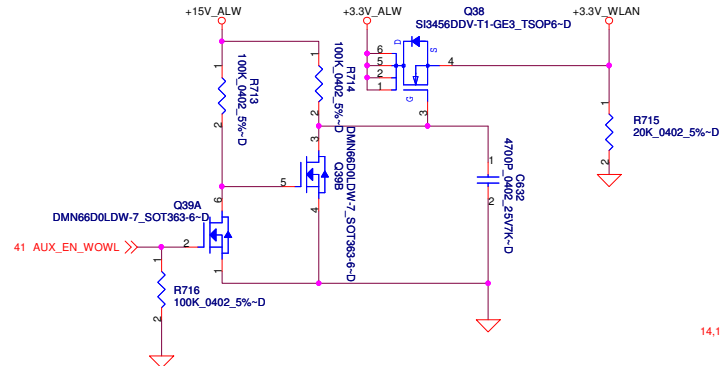 +15V_ALW
+3.3V_ALW
Q38
SI3456DDV-T1-GE3_TSOP6~D
+3.3V_WLAN
1
R713
100K_0402_5%~D
2
1
R714
100K_0402_5%~D
2
6
5
2
1
D
S
G
4
3
1
R715
20K_0402_5%~D
2
3
Q39B
DMN66D0LDW-7_SOT363-6~D
5
4
1
C632
4700P_0402_25V7K~D
2
Q39A
DMN66D0LDW-7_SOT363-6~D
6
2
1
41 AUX_EN_WOWL
1
R716
100K_0402_5%~D
2
14,1